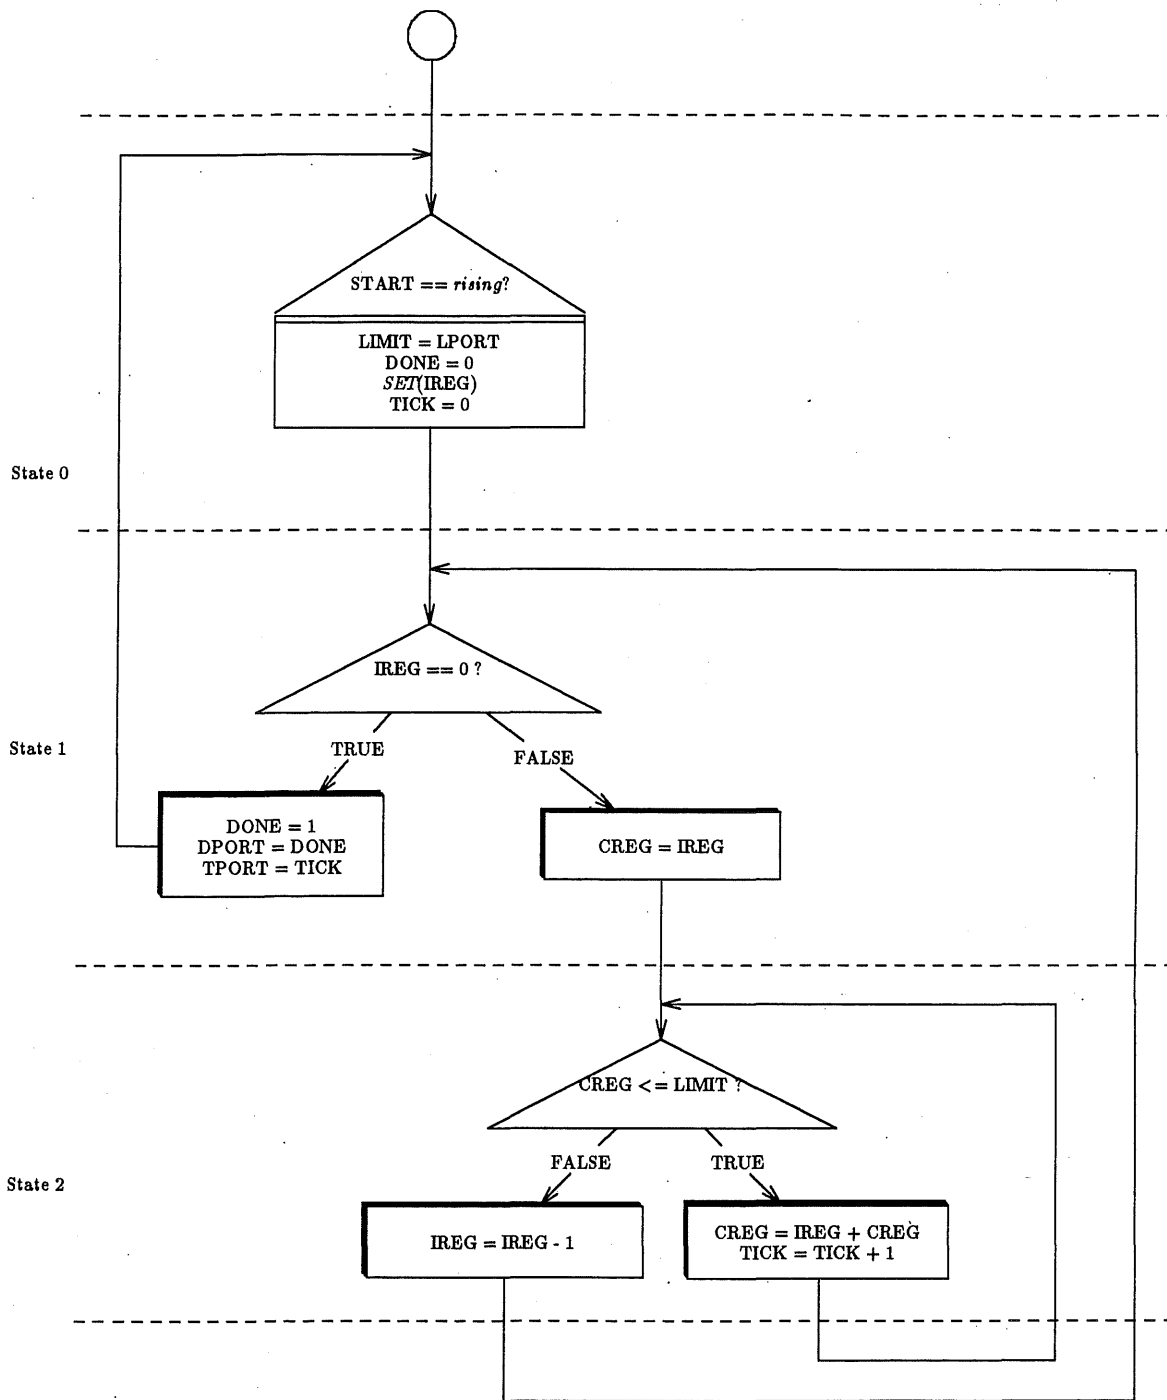 START == rising?
LIMIT = LPORT
DONE = 0
SET(IREG)
TICK = 0
State 0
IREG == 0 ?
State 1
TRUE
FALSE
DONE = 1
DPORT = DONE
TPORT = TICK
CREG = IREG
CREG <= LIMIT ?
State 2
FALSE
TRUE
IREG = IREG - 1
CREG = IREG + CREG
TICK = TICK + 1